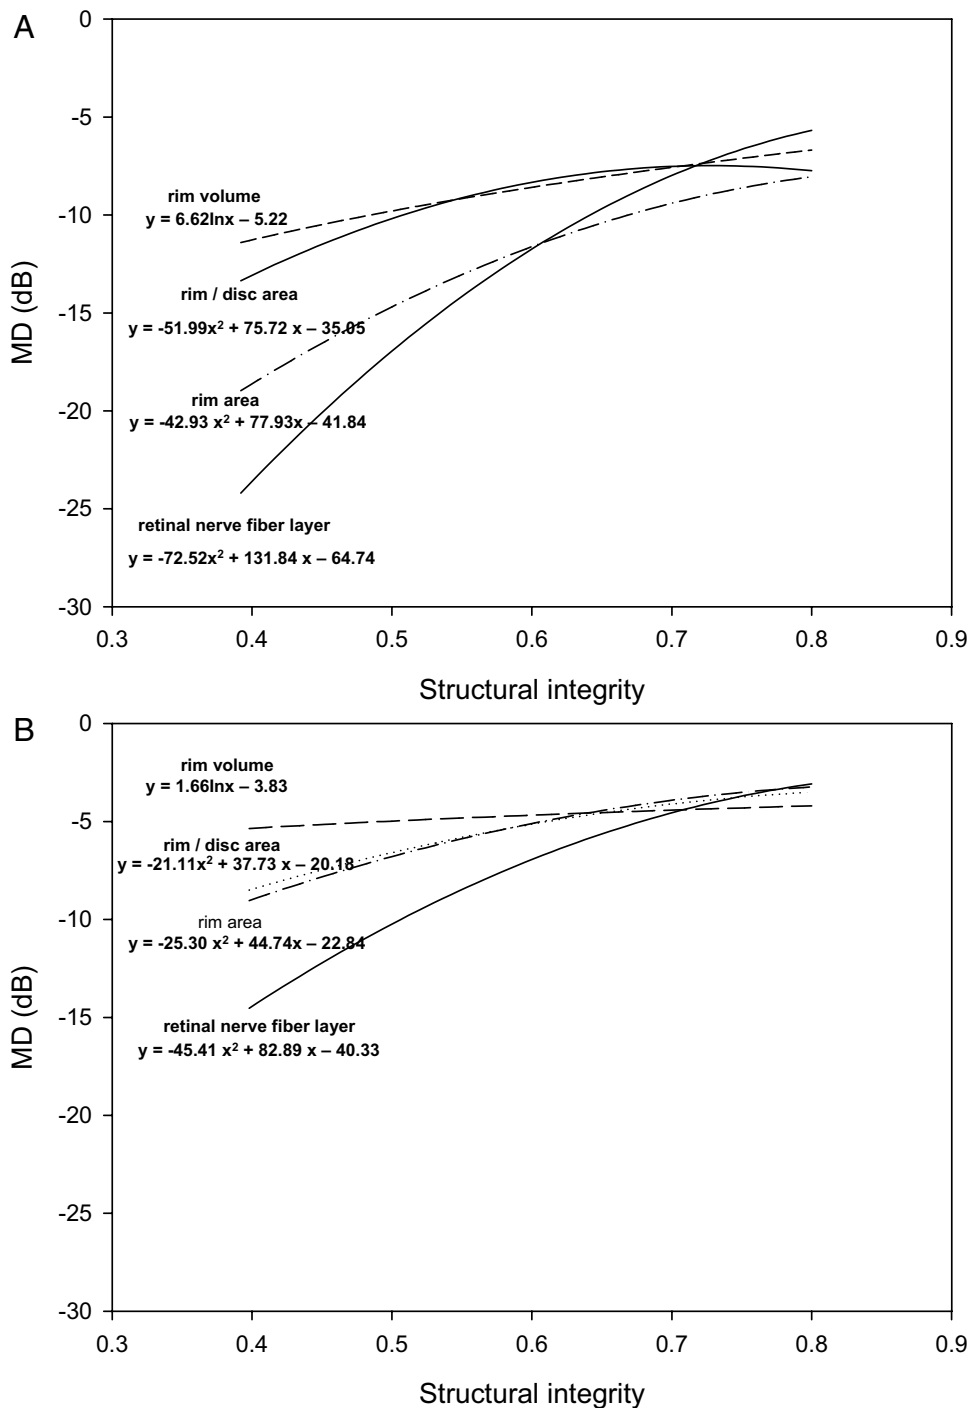 A
0
-5
-10
-15
-20
-25
-30
MD (dB)
rim volume
y = 6.62lnx – 5.22
rim / disc area
y = -51.99x² + 75.72 x – 35.05
rim area
y = -42.93 x² + 77.93x – 41.84
retinal nerve fiber layer
y = -72.52x² + 131.84 x – 64.74
0.3 0.4 0.5 0.6 0.7 0.8 0.9
Structural integrity
B
0
-5
-10
-15
-20
-25
-30
MD (dB)
rim volume
y = 1.66lnx – 3.83
rim / disc area
y = -21.11x² + 37.73 x – 20.18
rim area
y = -25.30 x² + 44.74x – 22.84
retinal nerve fiber layer
y = -45.41 x² + 82.89 x – 40.33
0.3 0.4 0.5 0.6 0.7 0.8 0.9
Structural integrity